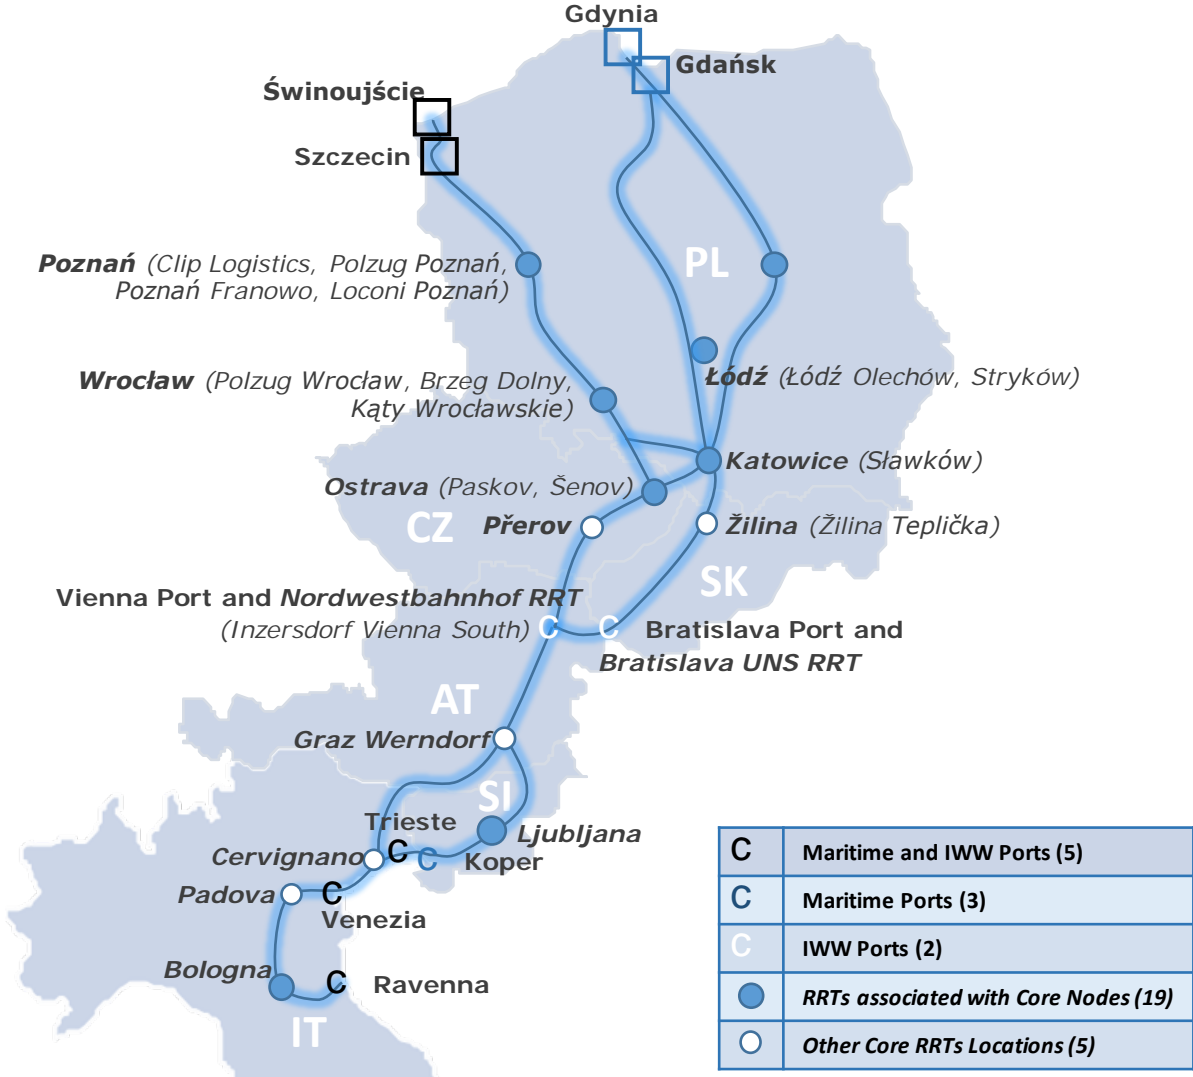 Gdynia
Gdańsk
Świnoujście
Szczecin
PL
Poznań (Clip Logistics, Polzug Poznań,
Poznań Franowo, Loconi Poznań)
Wrocław (Polzug Wrocław, Brzeg Dolny,
Kąty Wrocławskie)
Łódź (Łódź Olechów, Stryków)
Katowice (Sławków)
Ostrava (Paskov, Šenov)
CZ
Přerov
Žilina (Žilina Teplička)
SK
Vienna Port and Nordwestbahnhof RRT
(Inzersdorf Vienna South)
C
C
Bratislava Port and
Bratislava UNS RRT
AT
Graz Werndorf
SI
Trieste
Ljubljana
Cervignano
C
C
Koper
Padova
C
Venezia
Bologna
C
Ravenna
IT
C Maritime and IWW Ports (5)
C Maritime Ports (3)
C IWW Ports (2)
RRTs associated with Core Nodes (19)
Other Core RRTs Locations (5)